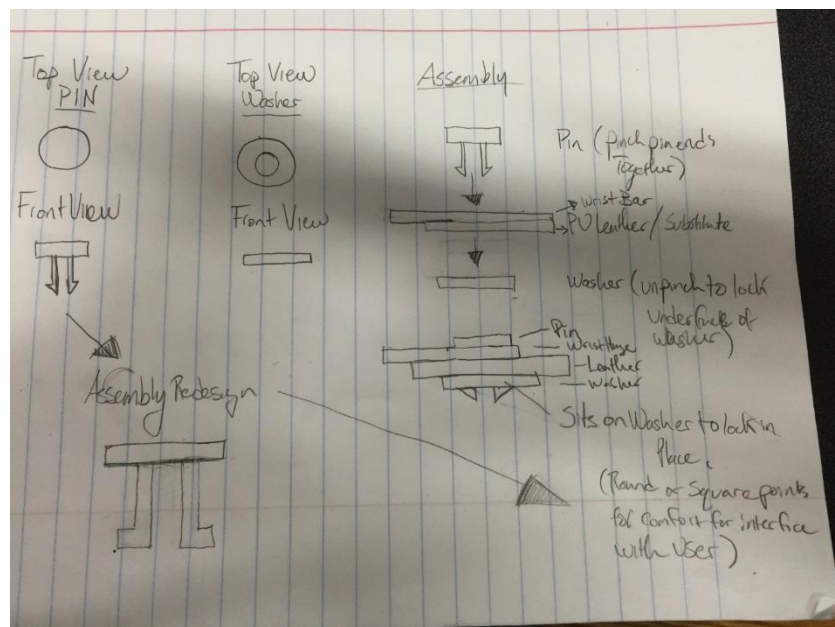 Top View
PIN
Front View
Top View
Washer
Front View
Assembly
Pin (pinch pin ends
Together)
wrist Bar
PU leather/Substitute
Washer (unpinch to lock
underside of
washer)
Pin
Wrist
Leather
Washer
Sits on Washer to lock in
Place.
(Round or Square points
for comfort for interface
with User)
Assembly Redesign